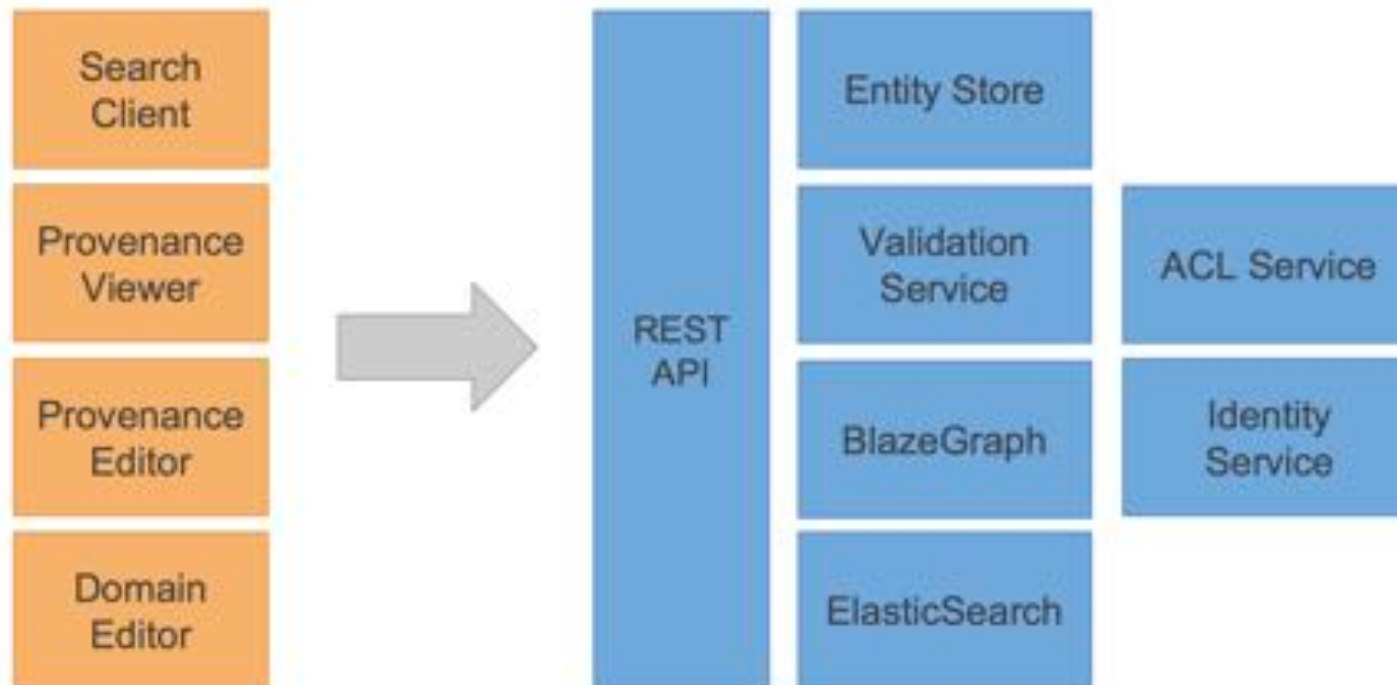 Search
Client
Provenance
Viewer
Provenance
Editor
Domain
Editor
REST
API
Entity Store
Validation
Service
BlazeGraph
ElasticSearch
ACL Service
Identity
Service